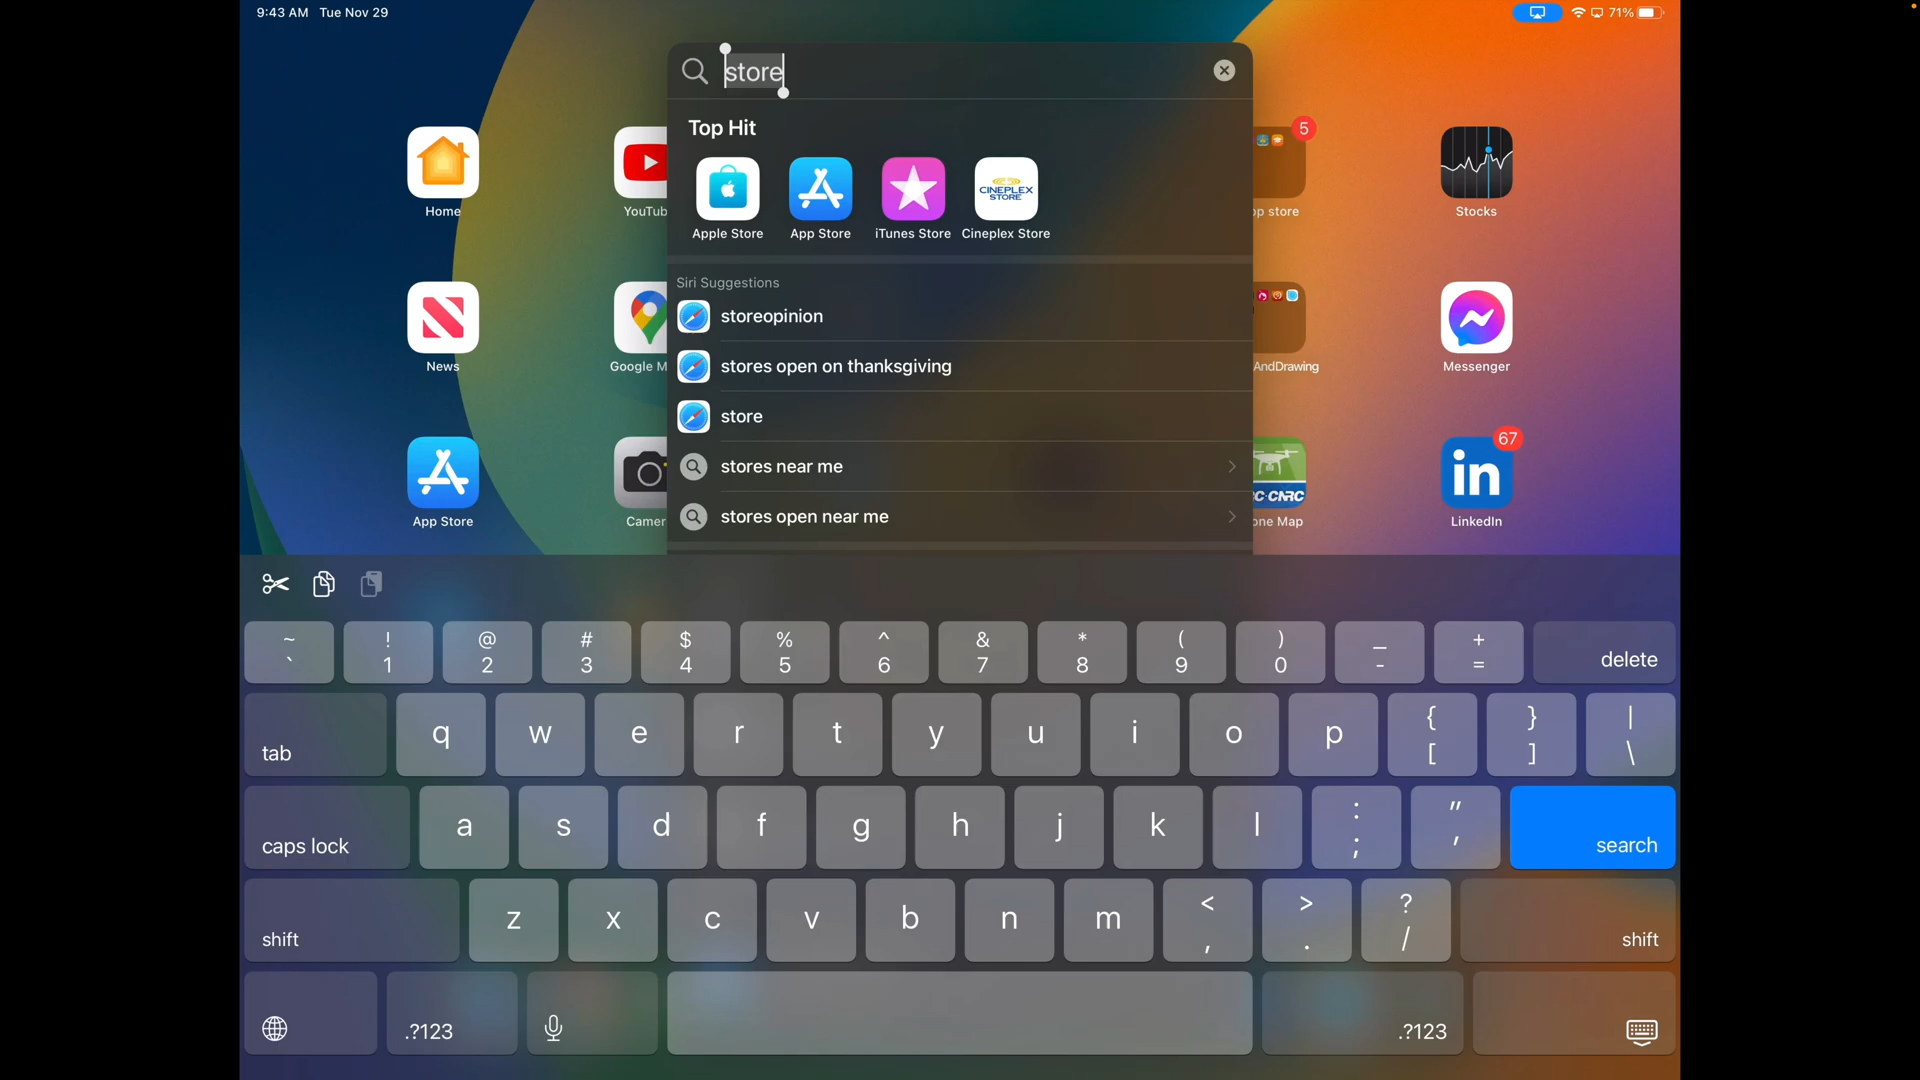 9:43 AM Tue Nov 29
71%
store
Top Hit
Apple Store
App Store
iTunes Store
CINEPLEX
STORE
Cineplex Store
Siri Suggestions
storeopinion
stores open on thanksgiving
store
stores near me
stores open near me
Home
YouTub
5
pp store
Stocks
News
Google M
AndDrawing
Messenger
App Store
Camer
C·CNRC
one Map
67
in
LinkedIn
~ ! @ # $ % ^ & * ( ) _ +
` 1 2 3 4 5 6 7 8 9 0 - = delete
tab q w e r t y u i o p { [ } ] | \
caps lock a s d f g h j k l : ; " ' search
shift z x c v b n m < , > . ? / shift
.?123 .?123